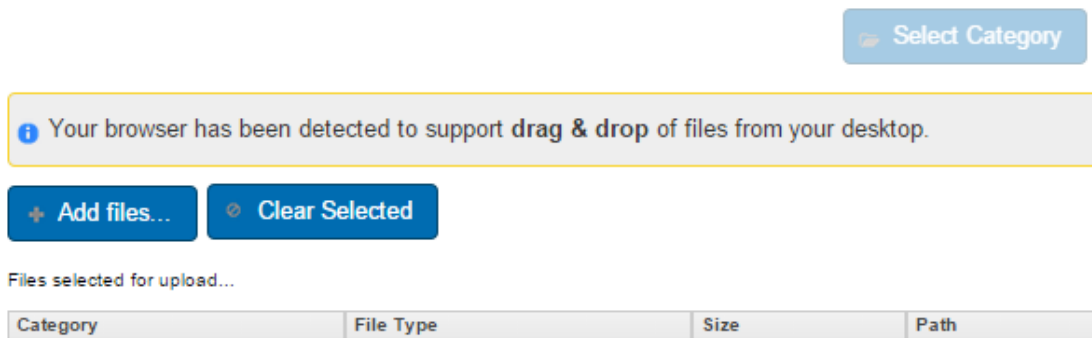 Select Category
Your browser has been detected to support drag & drop of files from your desktop.
Add files... Clear Selected
Files selected for upload...
Category File Type Size Path